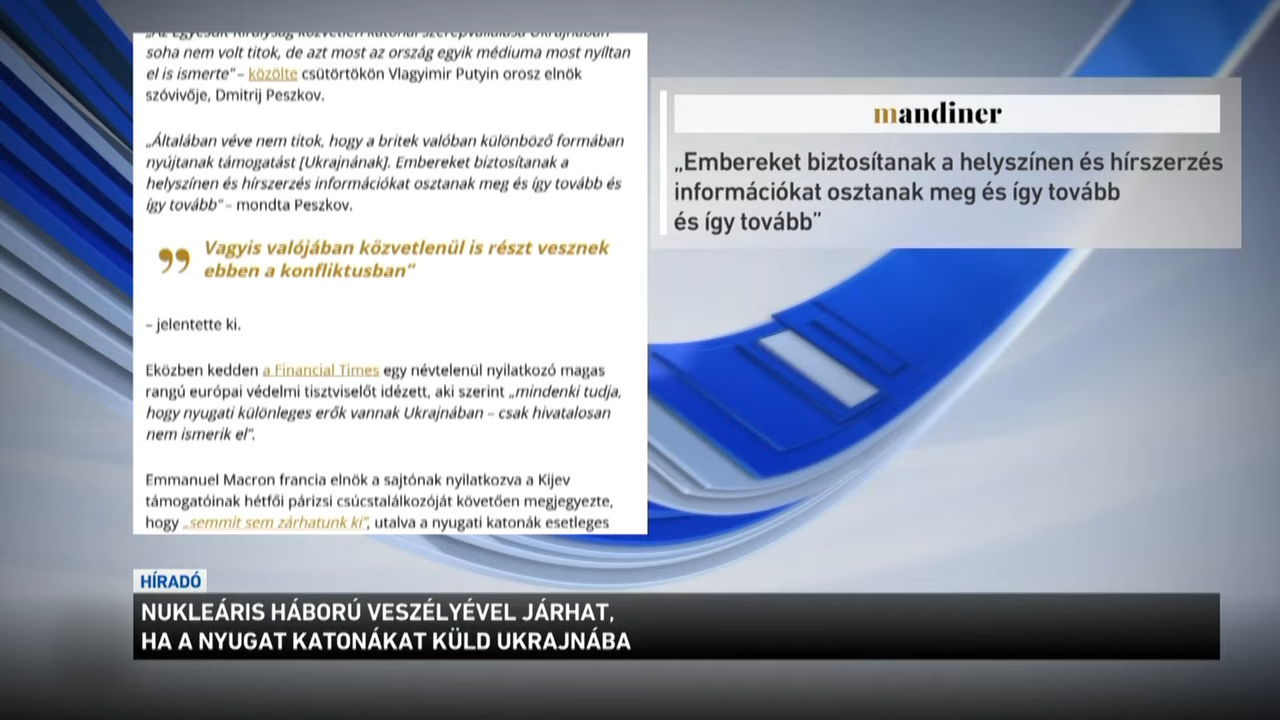 „Az Egyesült Királyság közvetlen katonai szerepvállalása Ukrajnában
soha nem volt titok, de azt most az ország egyik médiuma most nyíltan
el is ismerte” – közölte csütörtökön Vlagyimir Putyin orosz elnök
szóvivője, Dmitrij Peszkov.
„Általában véve nem titok, hogy a britek valóban különböző formában
nyújtanak támogatást [Ukrajnának]. Embereket biztosítanak a
helyszínen és hírszerzés információkat osztanak meg és így tovább és
így tovább” – mondta Peszkov.
Vagyis valójában közvetlenül is részt vesznek
ebben a konfliktusban”
– jelentette ki.
Eközben kedden a Financial Times egy névtelenül nyilatkozó magas
rangú európai védelmi tisztviselőt idézett, aki szerint „mindenki tudja,
hogy nyugati különleges erők vannak Ukrajnában – csak hivatalosan
nem ismerik el”.
Emmanuel Macron francia elnök a sajtónak nyilatkozva a Kijev
támogatóinak hétfői párizsi csúcstalálkozóját követően megjegyezte,
hogy „semmit sem zárhatunk ki”, utalva a nyugati katonák esetleges
mandiner
„Embereket biztosítanak a helyszínen és hírszerzés
információkat osztanak meg és így tovább
és így tovább”
HÍRADÓ
NUKLEÁRIS HÁBORÚ VESZÉLYÉVEL JÁRHAT,
HA A NYUGAT KATONÁKAT KÜLD UKRAJNÁBA